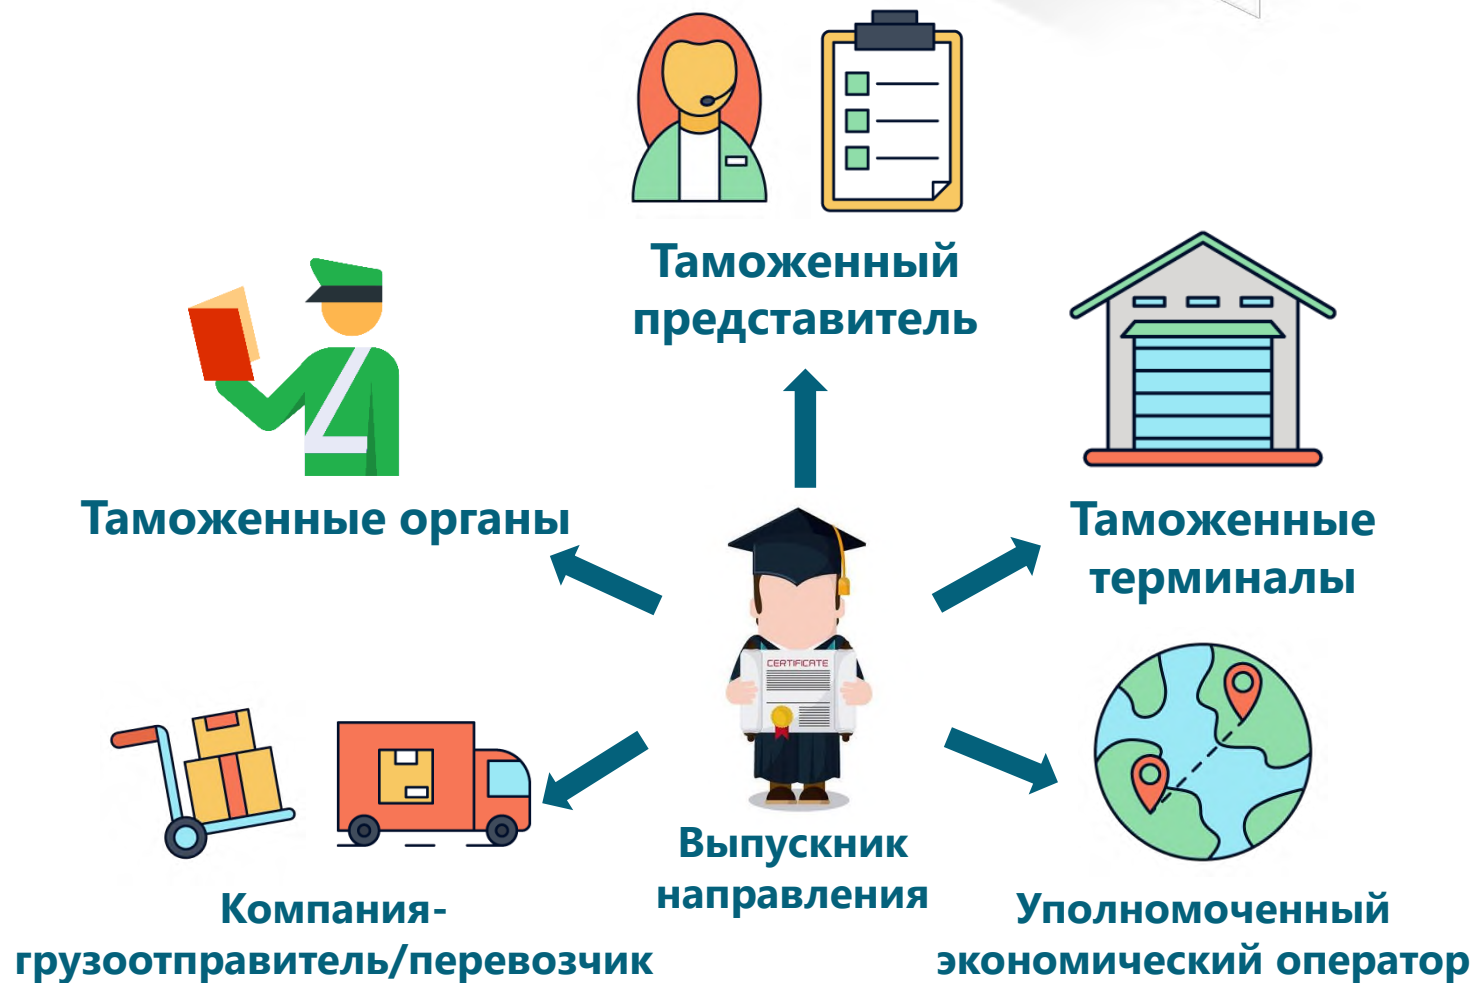 Таможенный
представитель
Таможенные органы
Таможенные
терминалы
CERTIFICATE
Выпускник
направления
Компания-
грузоотправитель/перевозчик
Уполномоченный
экономический оператор